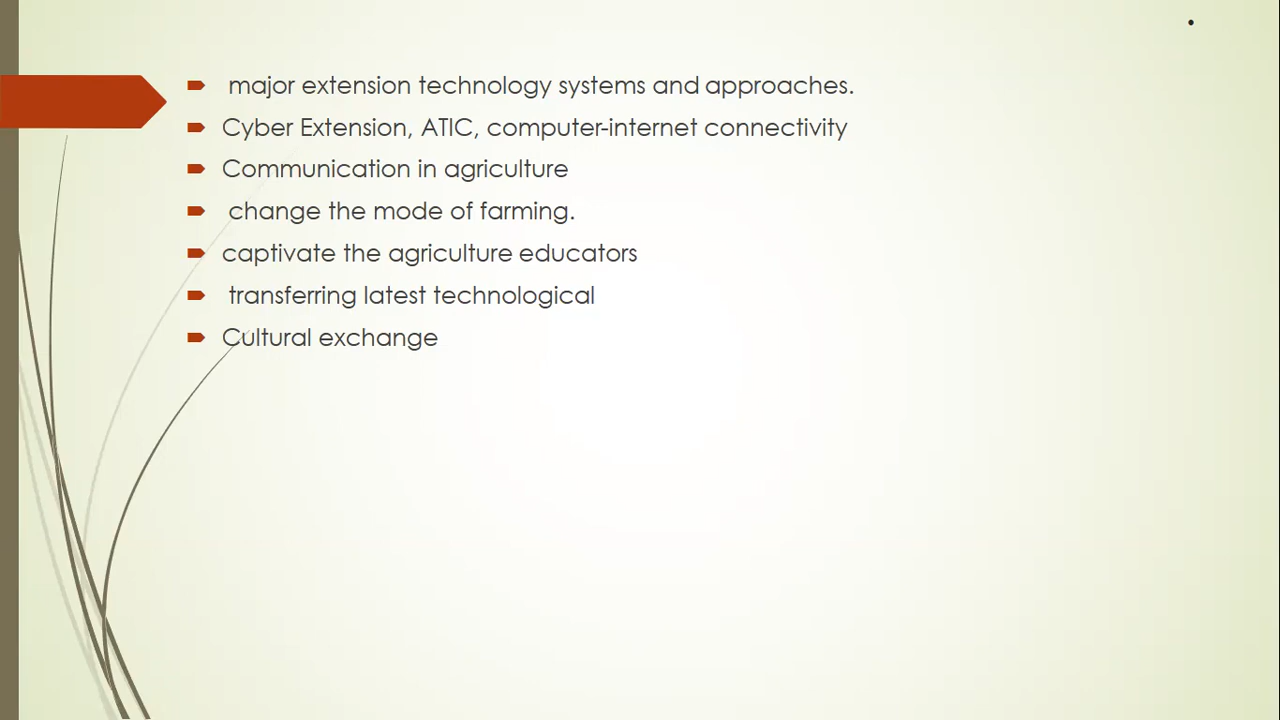 major extension technology systems and approaches.
Cyber Extension, ATIC, computer-internet connectivity
Communication in agriculture
change the mode of farming.
captivate the agriculture educators
transferring latest technological
Cultural exchange